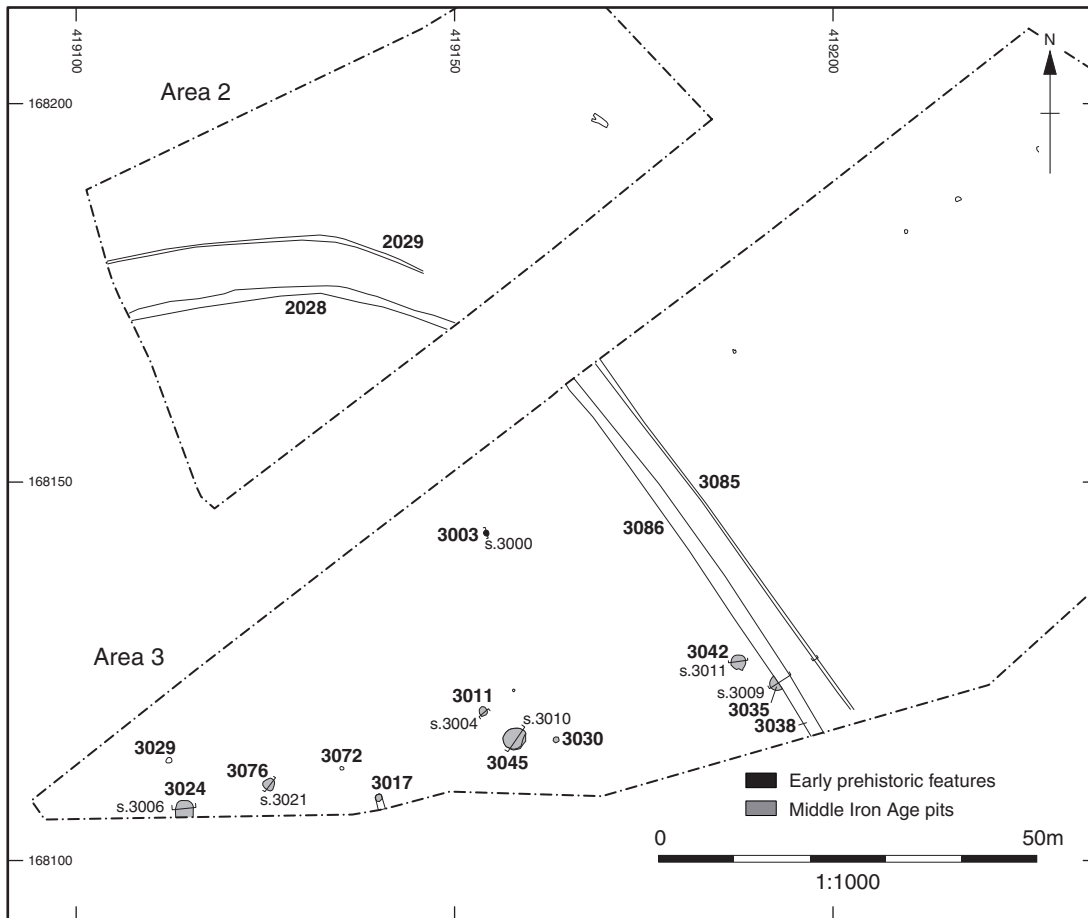 419100
419150
419200
N
168200
Area 2
2029
2028
168150
3085
3086
3003
s.3000
Area 3
3042
s.3011
s.3009
3035
3038
3011
s.3004
s.3010
3045
3030
3029
3024
s.3006
3076
s.3021
3072
3017
Early prehistoric features
Middle Iron Age pits
0 50m
1:1000
168100